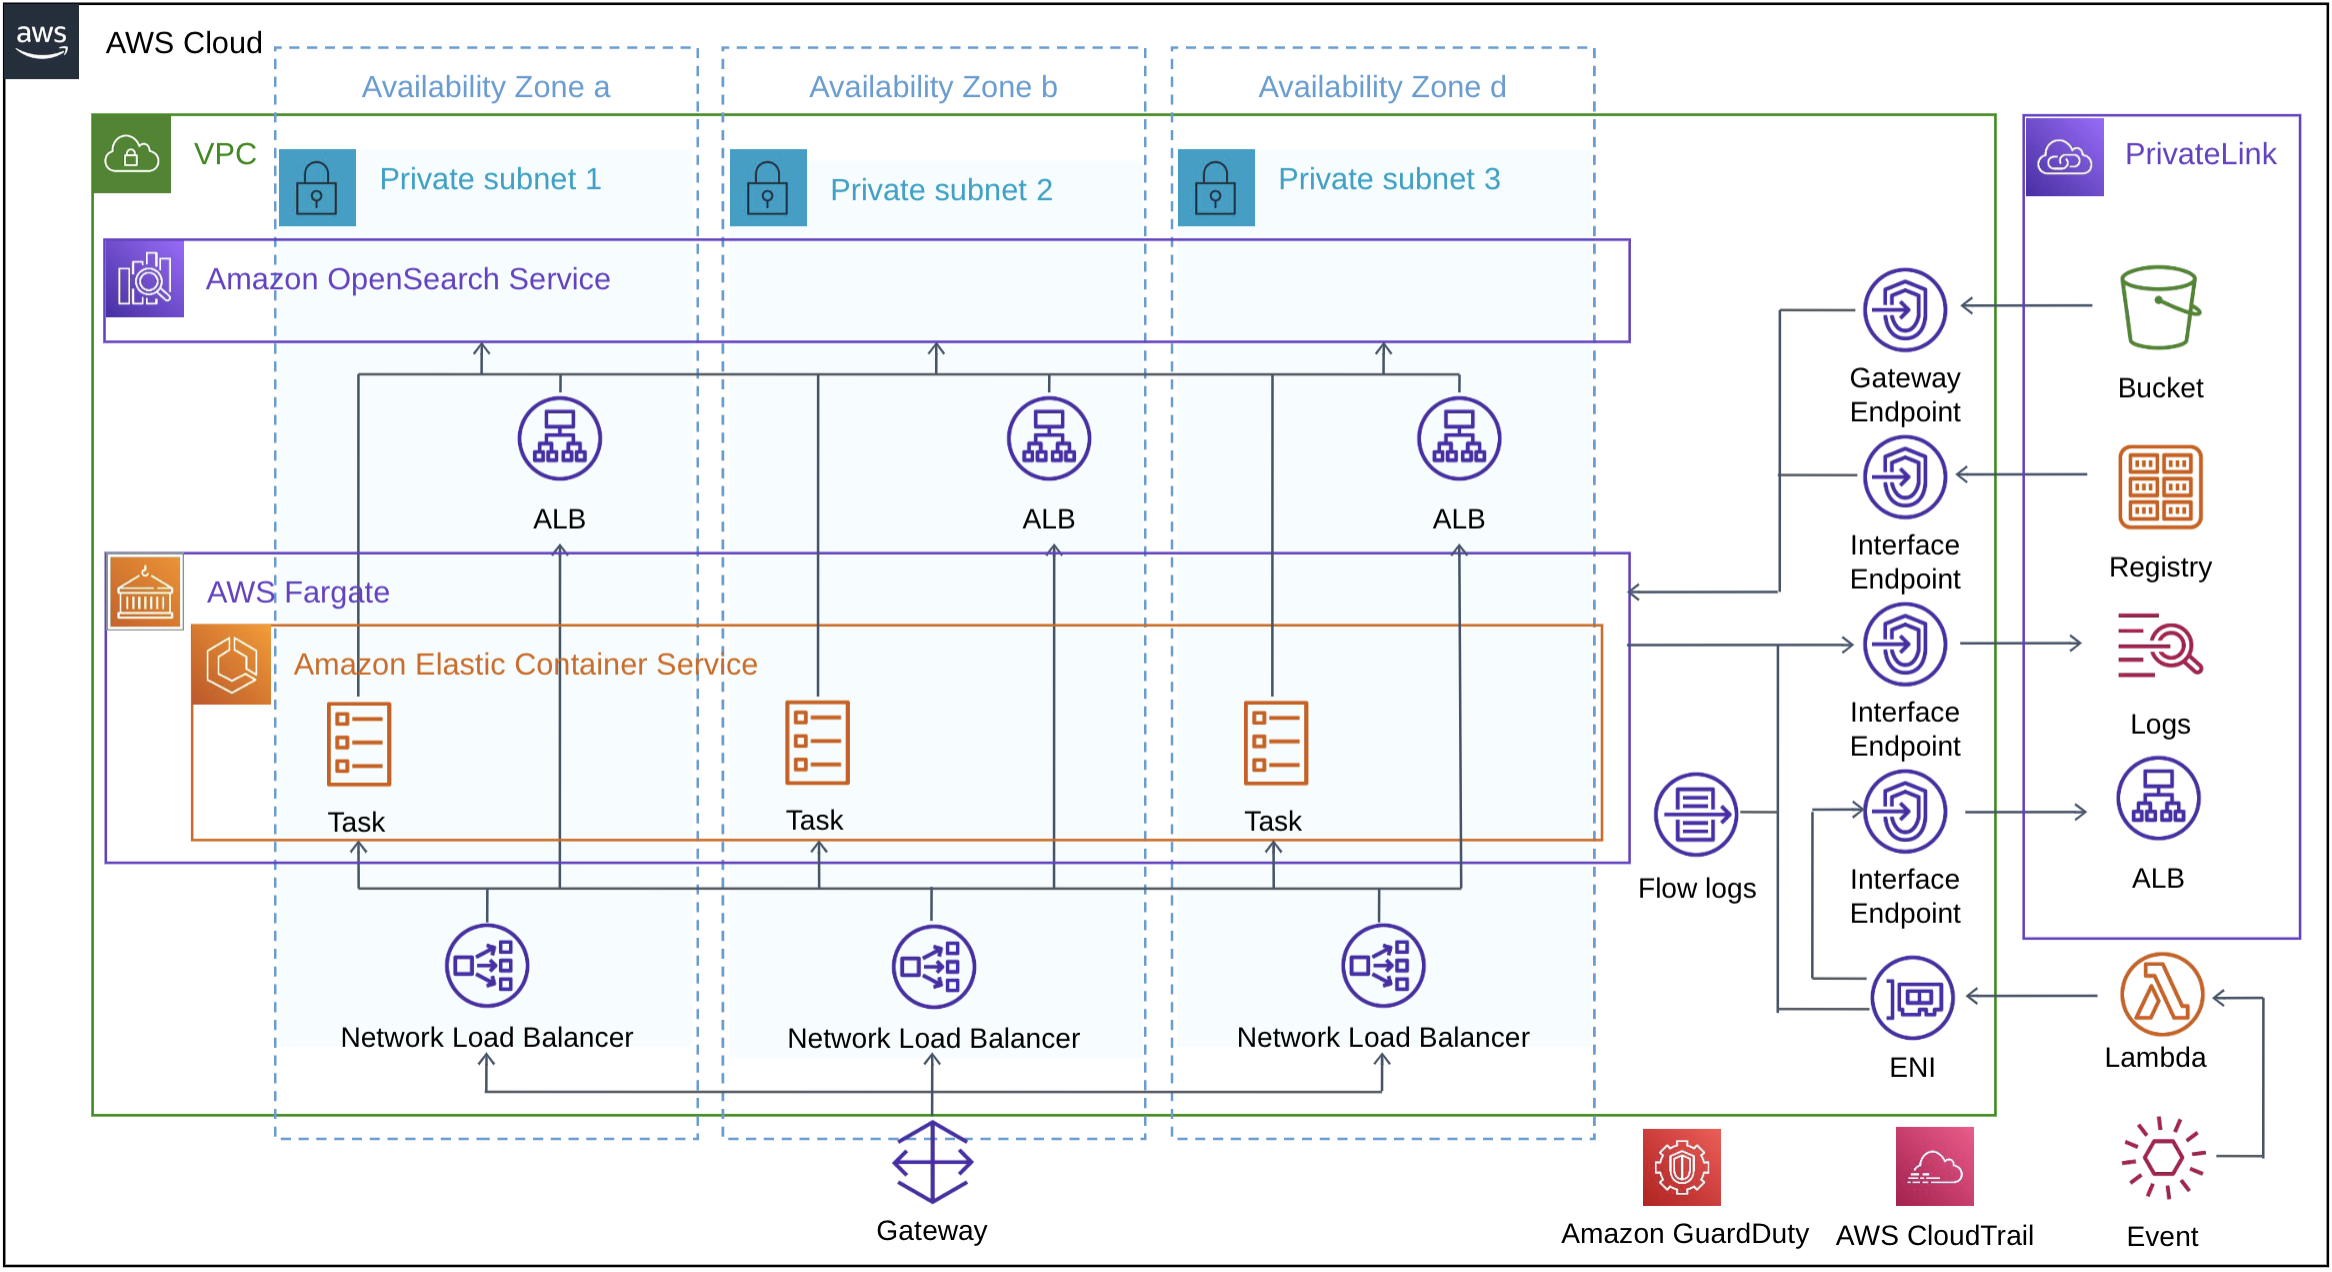 aws
AWS Cloud
Availability Zone a
Availability Zone b
Availability Zone d
VPC
Private subnet 1
Private subnet 2
Private subnet 3
PrivateLink
Amazon OpenSearch Service
Gateway
Endpoint
Bucket
ALB
ALB
ALB
Interface
Endpoint
Registry
AWS Fargate
Amazon Elastic Container Service
Interface
Endpoint
Logs
Task
Task
Task
Flow logs
Interface
Endpoint
ALB
Network Load Balancer
Network Load Balancer
Network Load Balancer
ENI
Lambda
Gateway
Amazon GuardDuty
AWS CloudTrail
Event